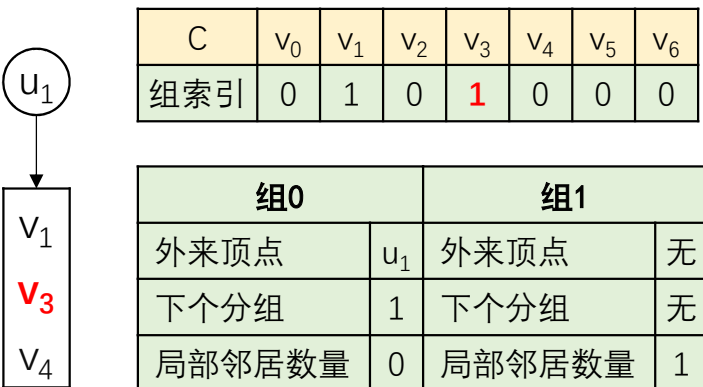 C v₀ v₁ v₂ v₃ v₄ v₅ v₆
组索引 0 1 0 1 0 0 0
u₁
组0 组1
外来顶点 u₁ 外来顶点 无
下个分组 1 下个分组 无
局部邻居数量 0 局部邻居数量 1
v₁
v₃
v₄